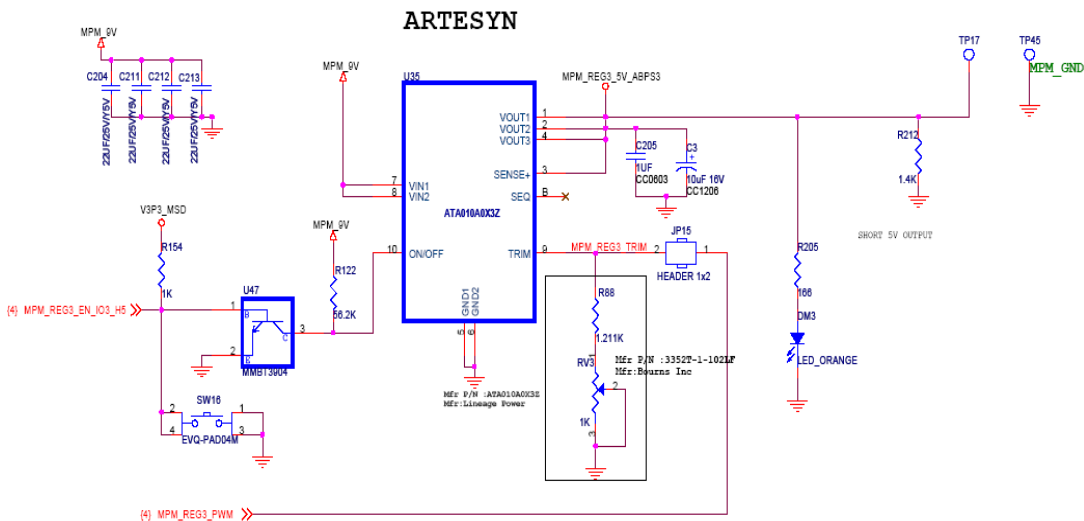 ARTESYN
MPM_9V
C204
C211
C212
C213
22UF/25V/Y5V
22UF/25V/Y5V
22UF/25V/Y5V
22UF/25V/Y5V
MPM_9V
U35
MPM_REG3_5V_ABPS3
TP17
TP45
MPM_GND
VOUT1
1
VOUT2
2
VOUT3
4
SENSE+
3
SEQ
B
7
VIN1
8
VIN2
ATA010A0X3Z
10
ON/OFF
TRIM
9
GND1
GND2
5
6
C205
1UF
CC0603
C3
+
10uF 16V
CC1206
R212
1.4K
SHORT 5V OUTPUT
V3P3_MSD
R154
1K
MPM_9V
R122
56.2K
{4} MPM_REG3_EN_IO3_H5
U47
1
B
2
E
C
3
MMBT3904
MPM_REG3_TRIM
JP15
2
1
HEADER 1x2
R205
166
DM3
LED_ORANGE
R88
1.211K
RV3
1
2
1K
3
Mfr P/N :3352T-1-102LF
Mfr:Bourns Inc
Mfr P/N :ATA010A0X3Z
Mfr:Lineage Power
SW16
2
1
4
3
EVQ-PAD04M
{4} MPM_REG3_PWM